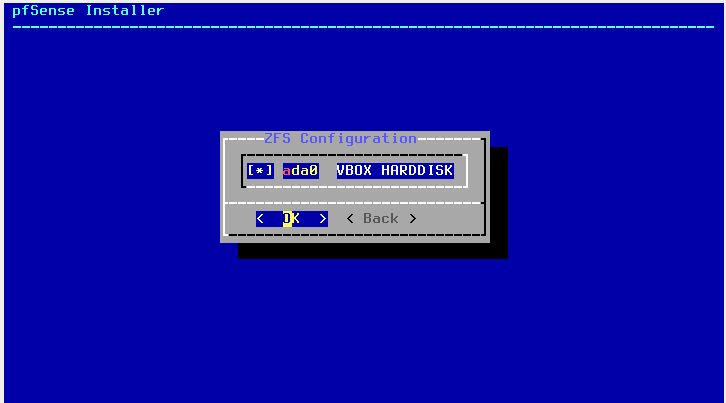 pfSense Installer
ZFS Configuration
[*] ada0 VBOX HARDDISK
< OK > < Back >